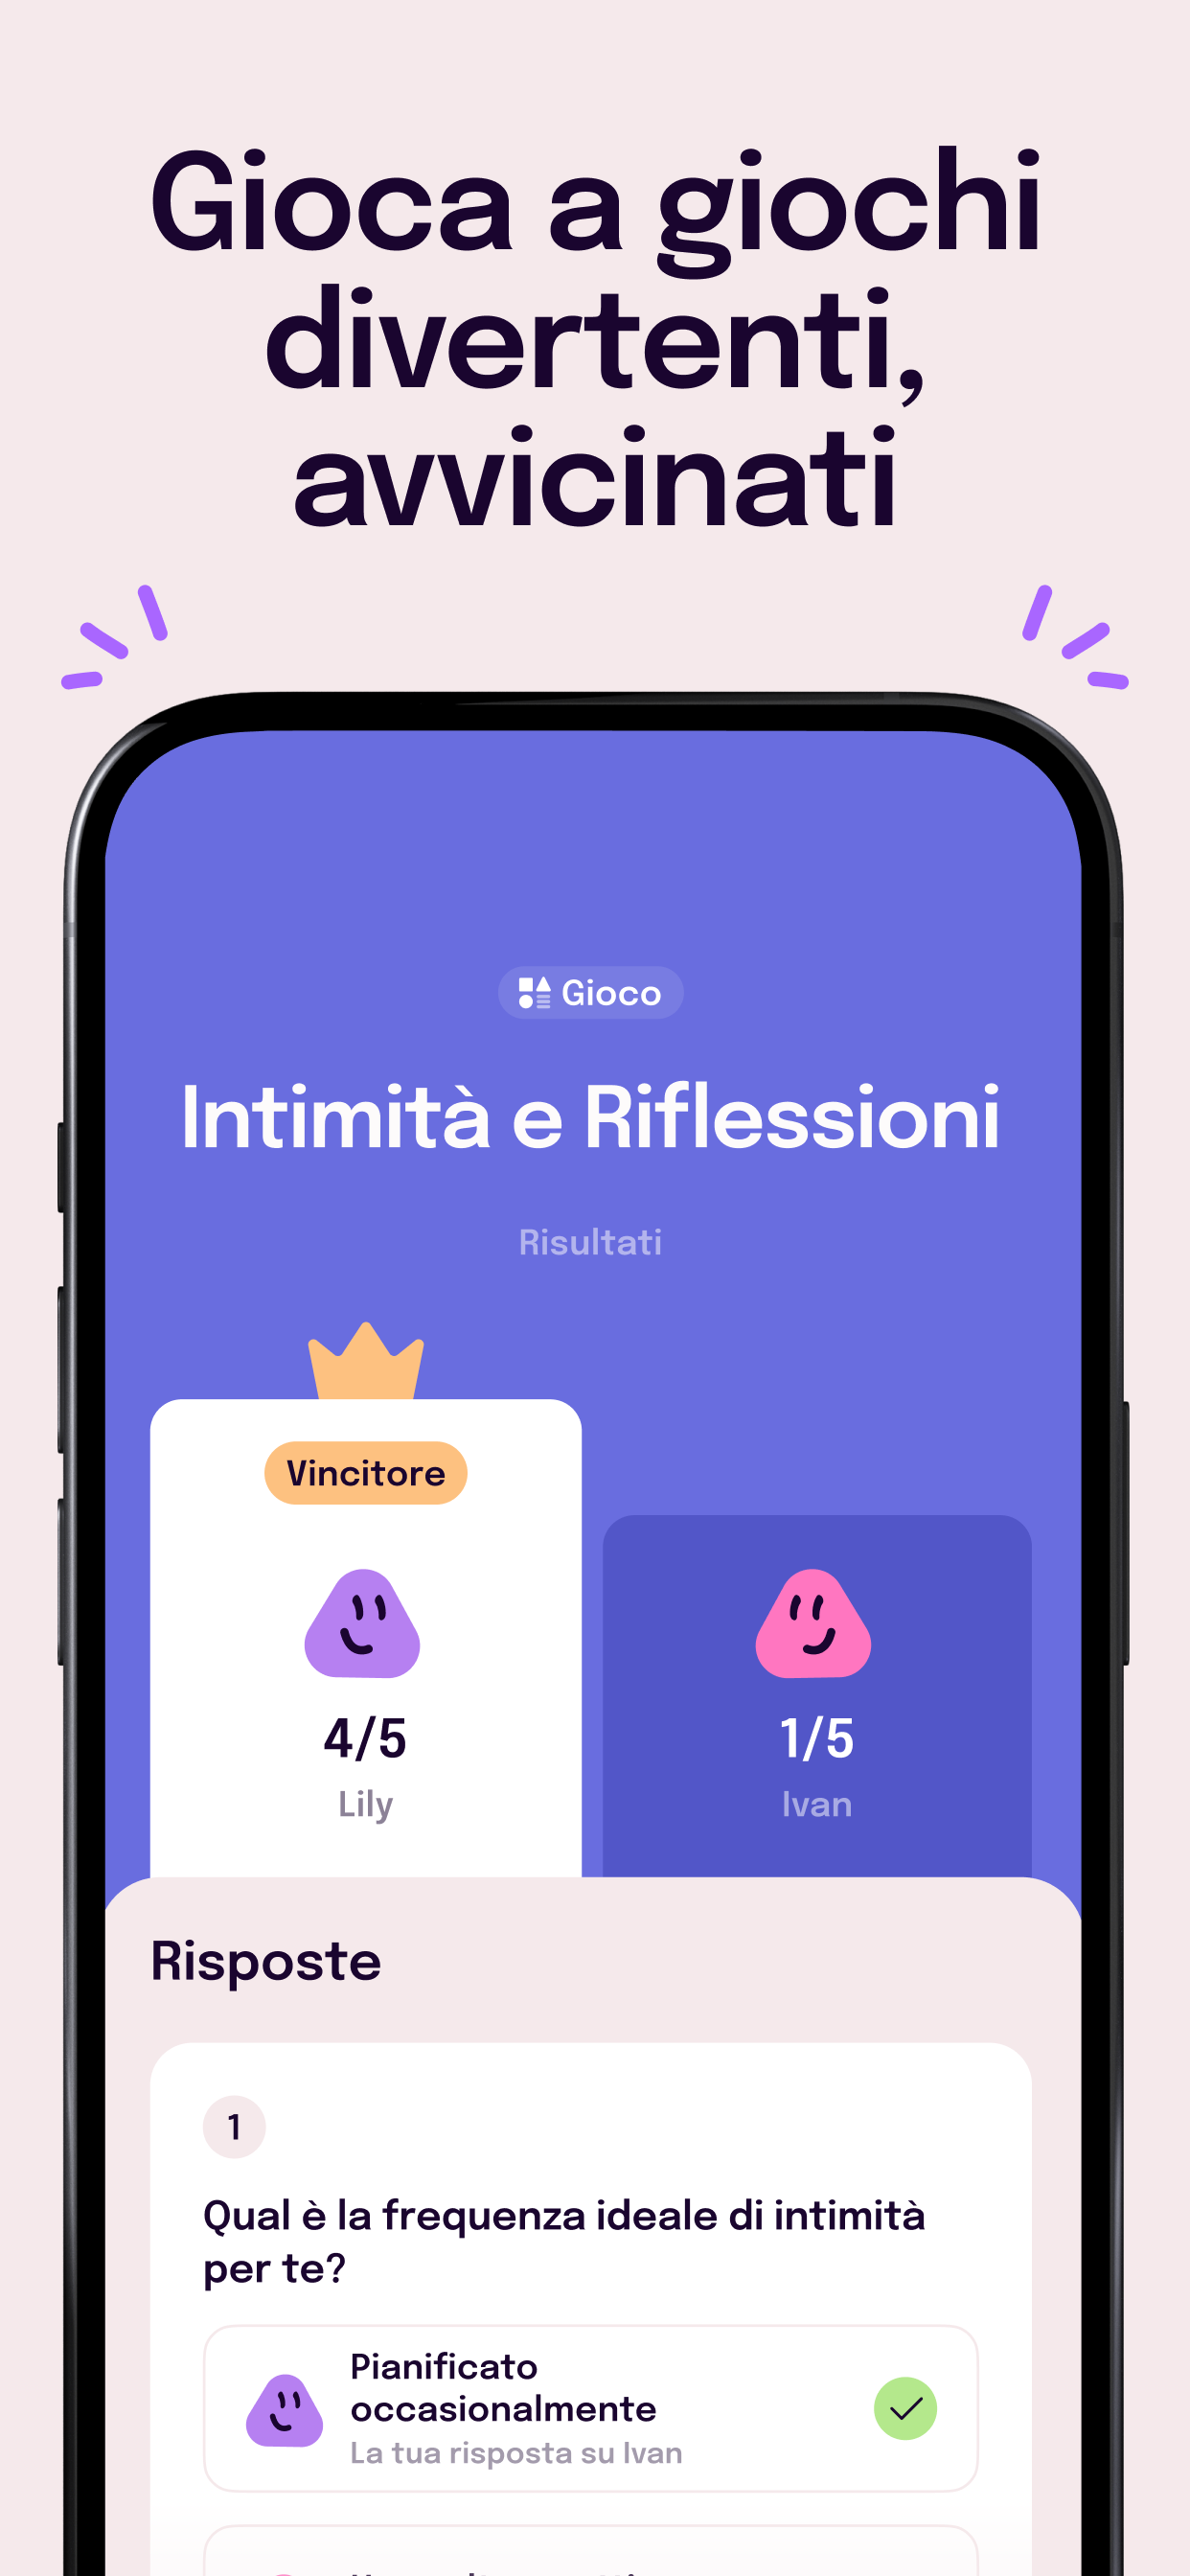 Gioca a giochi
divertenti,
avvicinati
Gioco
Intimità e Riflessioni
Risultati
Vincitore
4/5
Lily
1/5
Ivan
Risposte
1
Qual è la frequenza ideale di intimità
per te?
Pianificato
occasionalmente
La tua risposta su Ivan